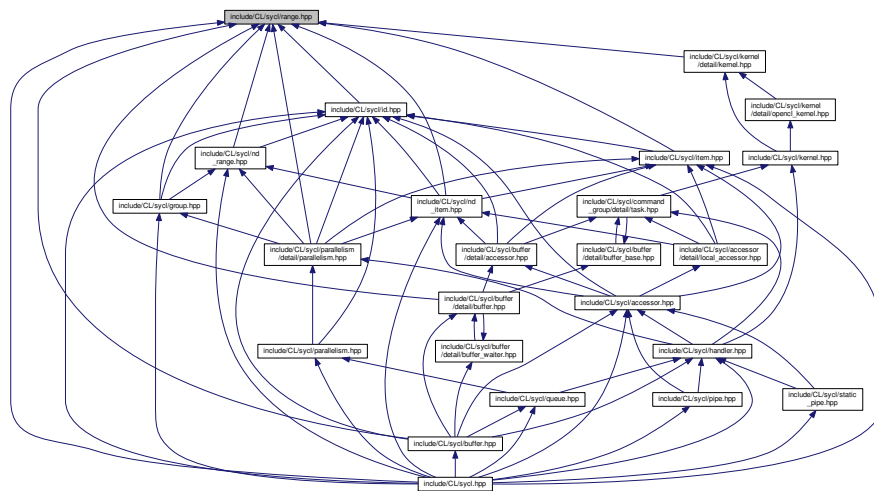 include/CL/sycl/range.hpp
include/CL/sycl/kernel
/detail/kernel.hpp
include/CL/sycl/kernel
/detail/opencl_kernel.hpp
include/CL/sycl/id.hpp
include/CL/sycl/nd
_range.hpp
include/CL/sycl/item.hpp
include/CL/sycl/kernel.hpp
include/CL/sycl/group.hpp
include/CL/sycl/nd
_item.hpp
include/CL/sycl/command
_group/detail/task.hpp
include/CL/sycl/parallelism
/detail/parallelism.hpp
include/CL/sycl/buffer
/detail/accessor.hpp
include/CL/sycl/buffer
/detail/buffer_base.hpp
include/CL/sycl/accessor
/detail/local_accessor.hpp
include/CL/sycl/buffer
/detail/buffer.hpp
include/CL/sycl/accessor.hpp
include/CL/sycl/parallelism.hpp
include/CL/sycl/buffer
/detail/buffer_waiter.hpp
include/CL/sycl/handler.hpp
include/CL/sycl/queue.hpp
include/CL/sycl/pipe.hpp
include/CL/sycl/static
_pipe.hpp
include/CL/sycl/buffer.hpp
include/CL/sycl.hpp